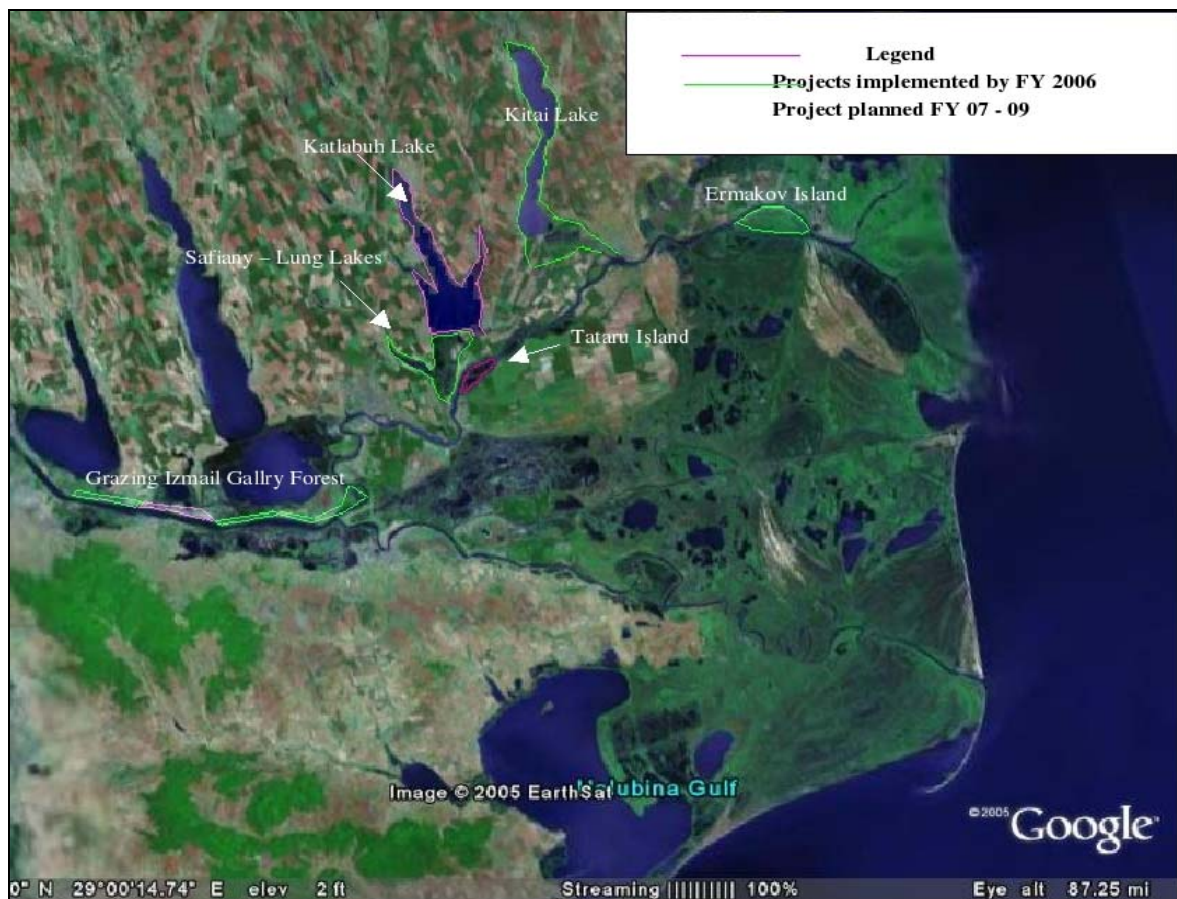 Legend
Projects implemented by FY 2006
Project planned FY 07 - 09
Kitai Lake
Katlabuh Lake
Ermakov Island
Safiany – Lung Lakes
Tataru Island
Grazing Izmail Gallry Forest
Image © 2005 EarthSat
ubina Gulf
©2005 Google
0" N 29°00'14.74" E elev 2 ft
Streaming 100%
Eye alt 87.25 mi